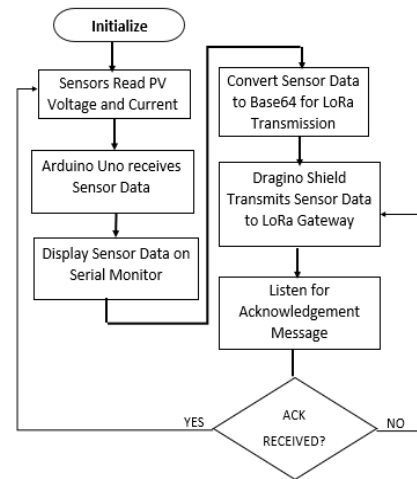 Initialize
Sensors Read PV
Voltage and Current
Arduino Uno receives
Sensor Data
Display Sensor Data on
Serial Monitor
Convert Sensor Data
to Base64 for LoRa
Transmission
Dragino Shield
Transmits Sensor Data
to LoRa Gateway
Listen for
Acknowledgement
Message
ACK
RECEIVED?
YES
NO